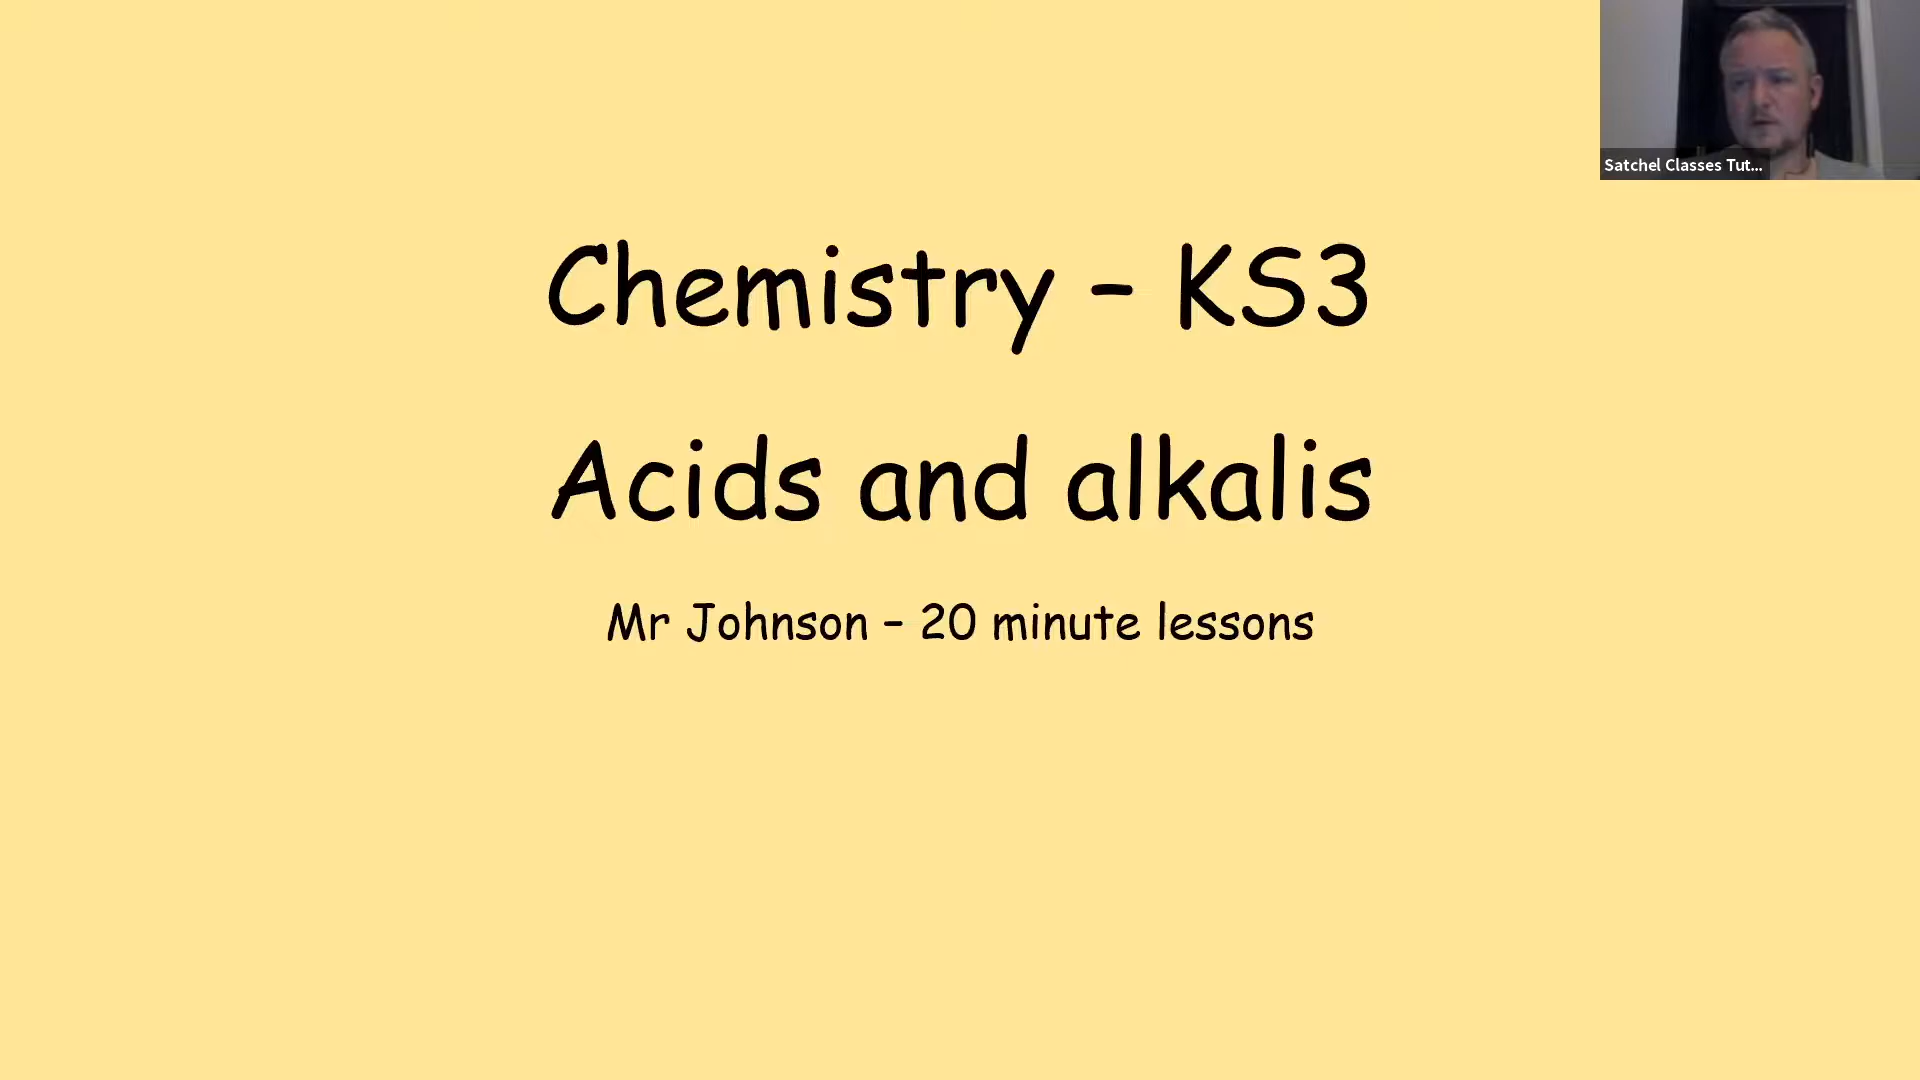 Satchel Classes Tut...
Chemistry – KS3
Acids and alkalis
Mr Johnson – 20 minute lessons